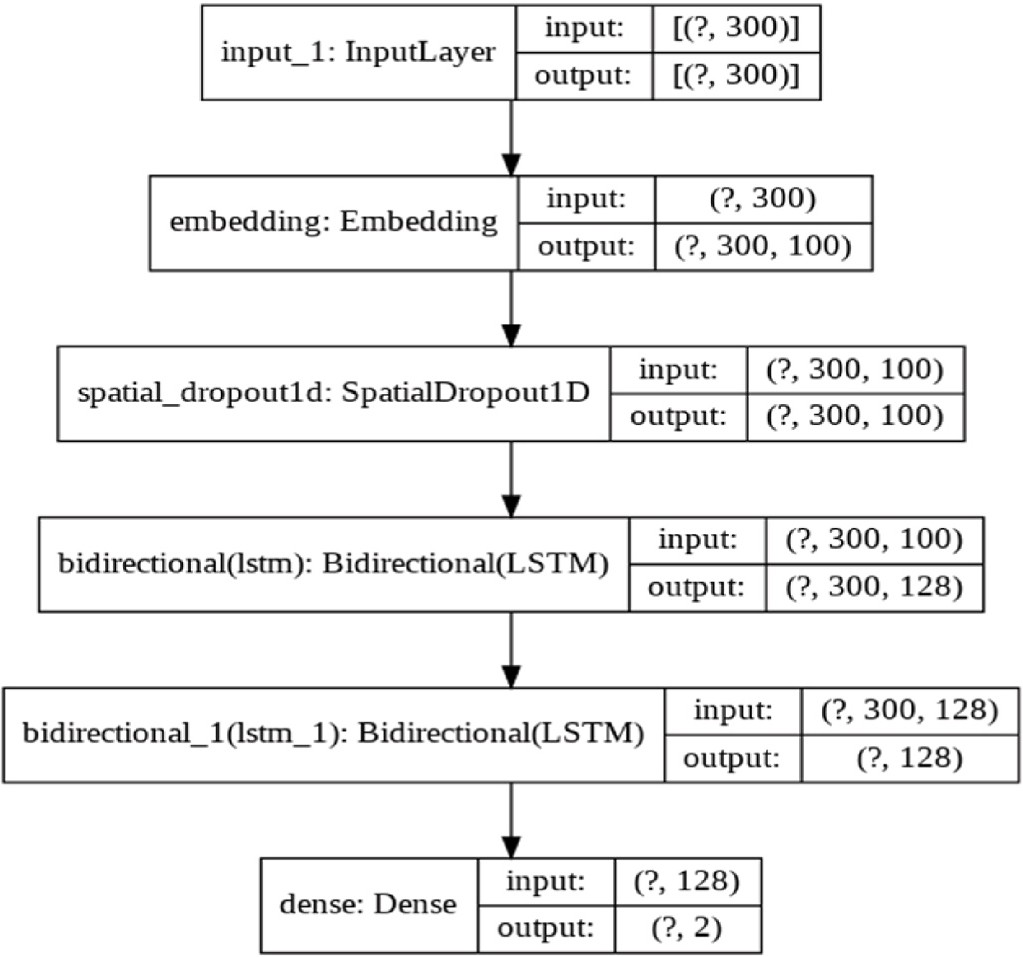 input_1: InputLayer
input: [(?, 300)]
output: [(?, 300)]
embedding: Embedding
input: (?, 300)
output: (?, 300, 100)
spatial_dropout1d: SpatialDropout1D
input: (?, 300, 100)
output: (?, 300, 100)
bidirectional(lstm): Bidirectional(LSTM)
input: (?, 300, 100)
output: (?, 300, 128)
bidirectional_1(lstm_1): Bidirectional(LSTM)
input: (?, 300, 128)
output: (?, 128)
dense: Dense
input: (?, 128)
output: (?, 2)